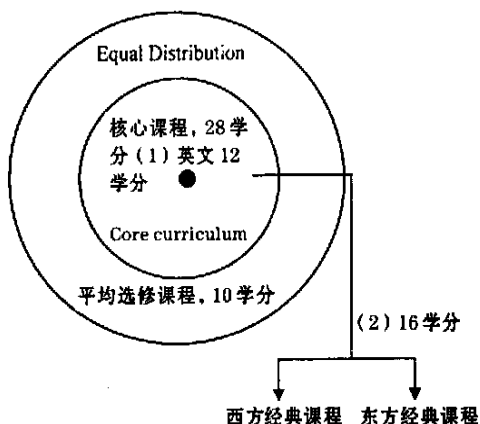 Equal Distribution
核心课程，28学
分（1）英文12
学分
Core curriculum
平均选修课程，10学分
（2）16学分
西方经典课程 东方经典课程